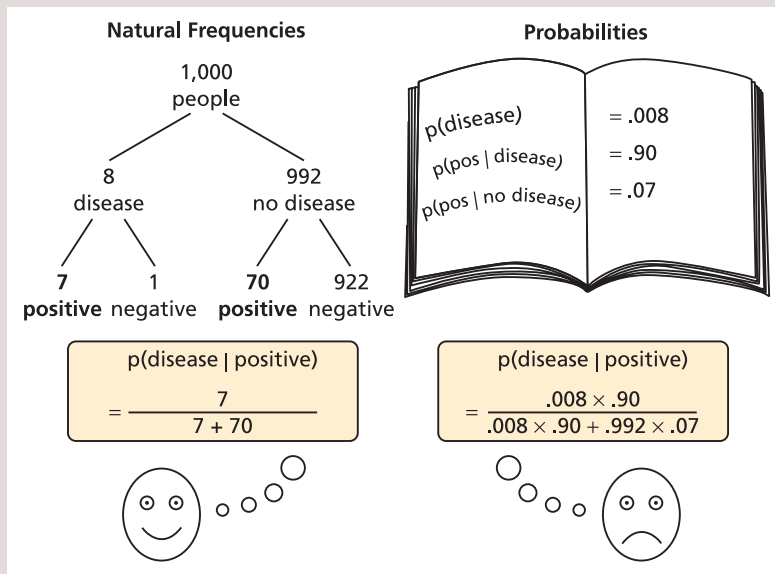 Natural Frequencies
1,000
people
8
disease
992
no disease
7
positive
1
negative
70
positive
922
negative
p(disease | positive)
= 7
7 + 70
Probabilities
p(disease) = .008
p(pos | disease) = .90
p(pos | no disease) = .07
p(disease | positive)
= .008 × .90
.008 × .90 + .992 × .07